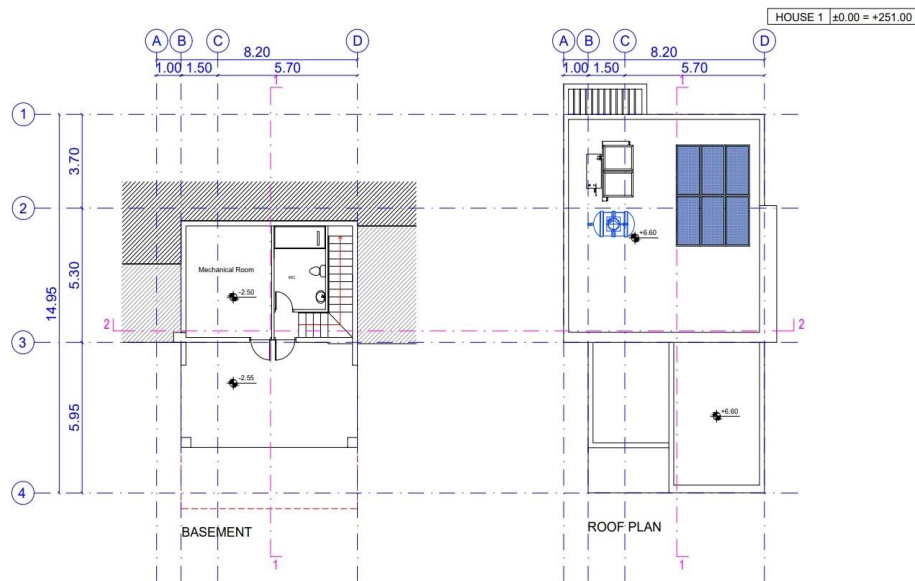 HOUSE 1 ±0.00 = +251.00
A B C D
8.20
1.00 1.50 5.70
1
1
2
3
4
3.70
5.30
5.95
14.95
Mechanical Room
WC
-2.50
2
-2.55
BASEMENT
1
A B C D
8.20
1.00 1.50 5.70
1
+6.60
2
+6.60
ROOF PLAN
1